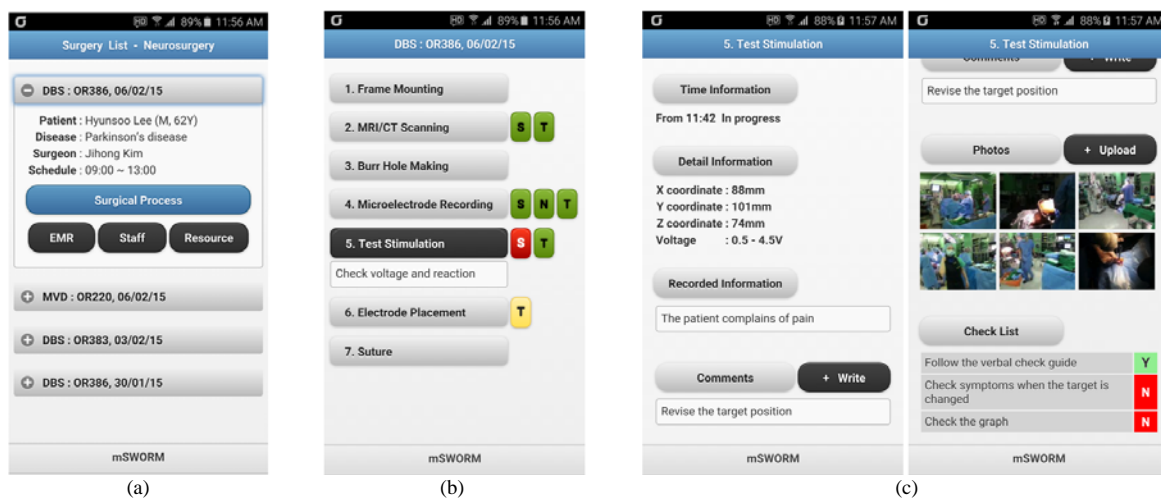 89% 11:56 AM
Surgery List - Neurosurgery
DBS : OR386, 06/02/15
Patient : Hyunsoo Lee (M, 62Y)
Disease : Parkinson's disease
Surgeon : Jihong Kim
Schedule : 09:00 ~ 13:00
Surgical Process
EMR Staff Resource
MVD : OR220, 06/02/15
DBS : OR383, 03/02/15
DBS : OR386, 30/01/15
mSWORM
(a)
89% 11:56 AM
DBS : OR386, 06/02/15
1. Frame Mounting
2. MRI/CT Scanning S T
3. Burr Hole Making
4. Microelectrode Recording S N T
5. Test Stimulation S T
Check voltage and reaction
6. Electrode Placement T
7. Suture
mSWORM
(b)
88% 11:57 AM
5. Test Stimulation
Time Information
From 11:42 In progress
Detail Information
X coordinate : 88mm
Y coordinate : 101mm
Z coordinate : 74mm
Voltage : 0.5 - 4.5V
Recorded Information
The patient complains of pain
Comments + Write
Revise the target position
mSWORM
88% 11:57 AM
5. Test Stimulation
Comments + Write
Revise the target position
Photos + Upload
Check List
Follow the verbal check guide Y
Check symptoms when the target is
changed N
Check the graph N
mSWORM
(c)